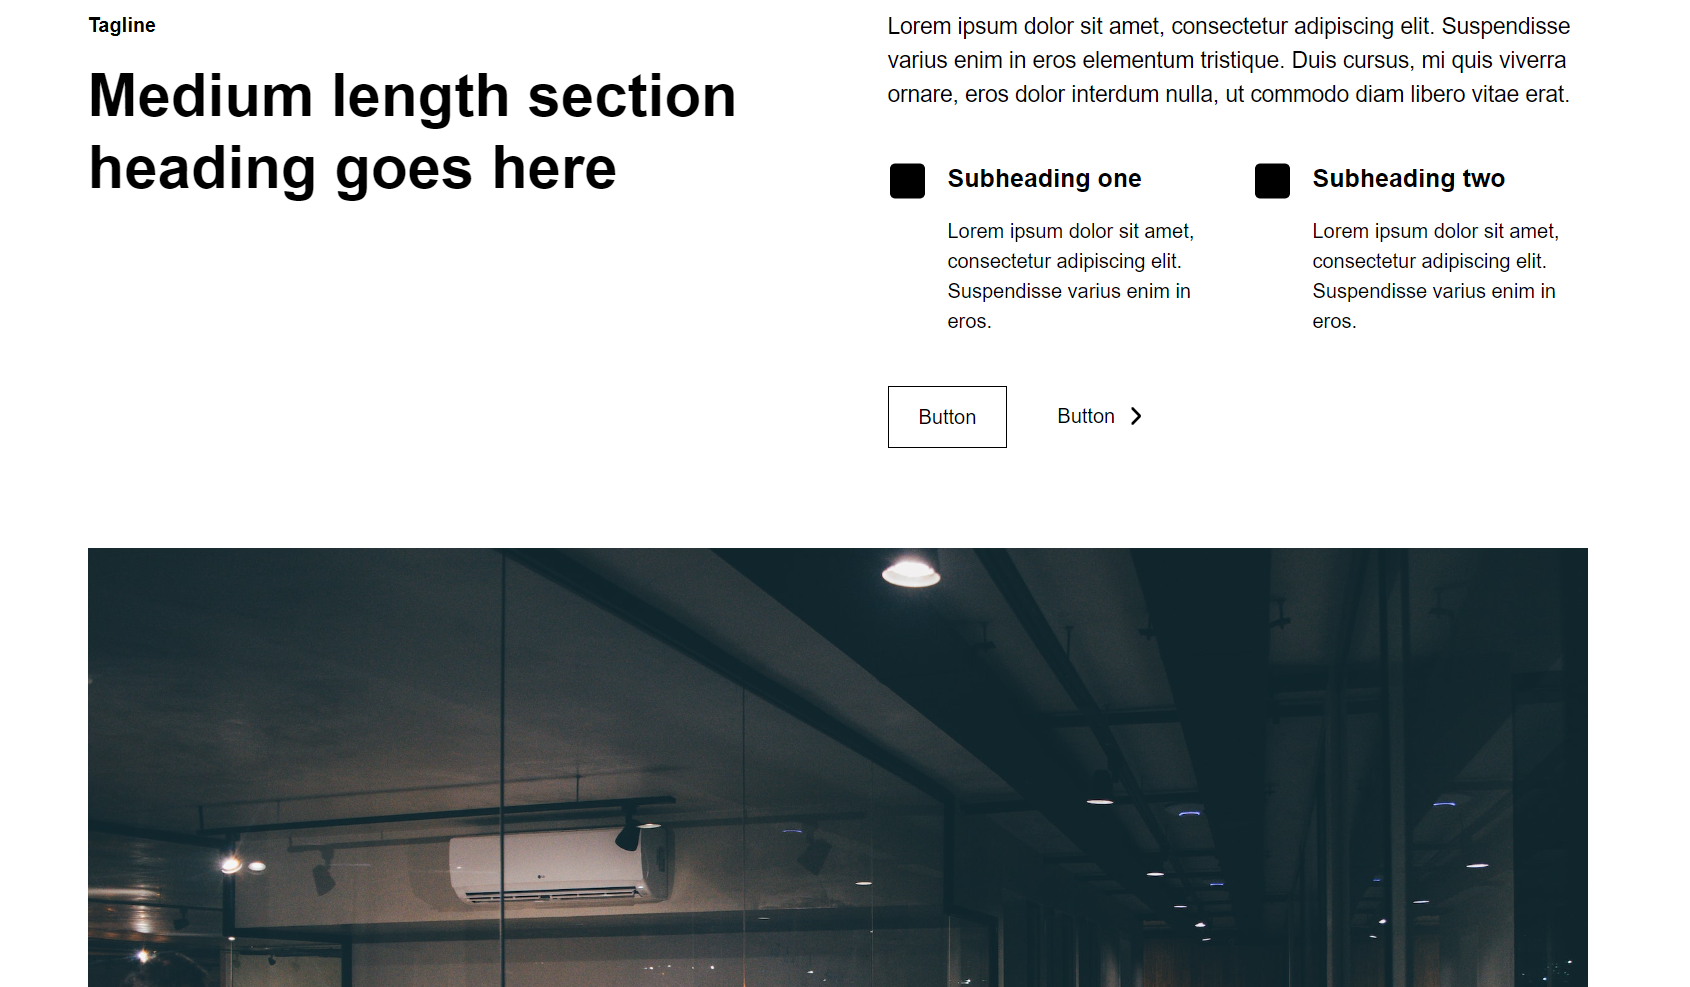 Tagline
Medium length section
heading goes here
Lorem ipsum dolor sit amet, consectetur adipiscing elit. Suspendisse
varius enim in eros elementum tristique. Duis cursus, mi quis viverra
ornare, eros dolor interdum nulla, ut commodo diam libero vitae erat.
Subheading one
Lorem ipsum dolor sit amet,
consectetur adipiscing elit.
Suspendisse varius enim in
eros.
Subheading two
Lorem ipsum dolor sit amet,
consectetur adipiscing elit.
Suspendisse varius enim in
eros.
Button
Button